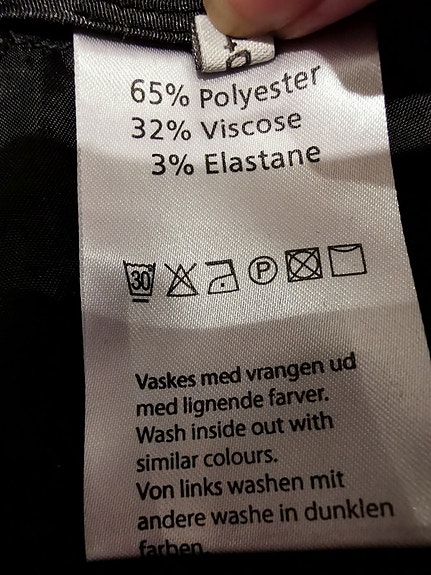 65% Polyester
32% Viscose
3% Elastane
30° P
Vaskes med vrangen ud
med lignende farver.
Wash inside out with
similar colours.
Von links washen mit
andere washe in dunklen
farben.